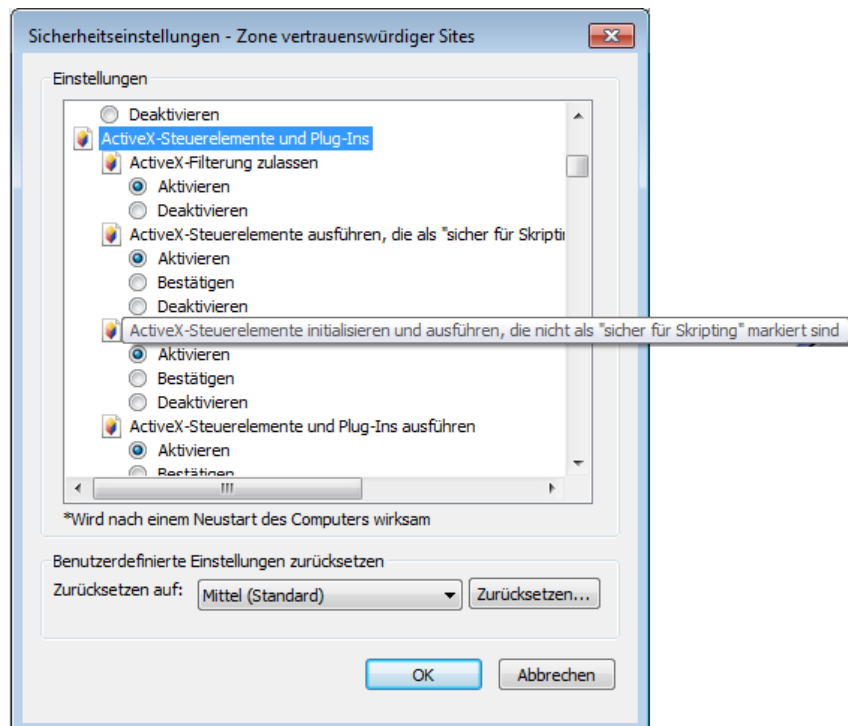 Sicherheitseinstellungen - Zone vertrauenswürdiger Sites
Einstellungen
Deaktivieren
ActiveX-Steuerelemente und Plug-Ins
ActiveX-Filterung zulassen
Aktivieren
Deaktivieren
ActiveX-Steuerelemente ausführen, die als "sicher für
Aktivieren
Bestätigen
Deaktivieren
ActiveX-Steuerelemente initialisieren und ausführen, die nicht als "sicher für Skripting" markiert sind
Aktivieren
Bestätigen
Deaktivieren
ActiveX-Steuerelemente und Plug-Ins ausführen
Aktivieren
Bestätigen
*Wird nach einem Neustart des Computers wirksam
Benutzerdefinierte Einstellungen zurücksetzen
Zurücksetzen auf: Mittel (Standard) Zurücksetzen...
OK Abbrechen